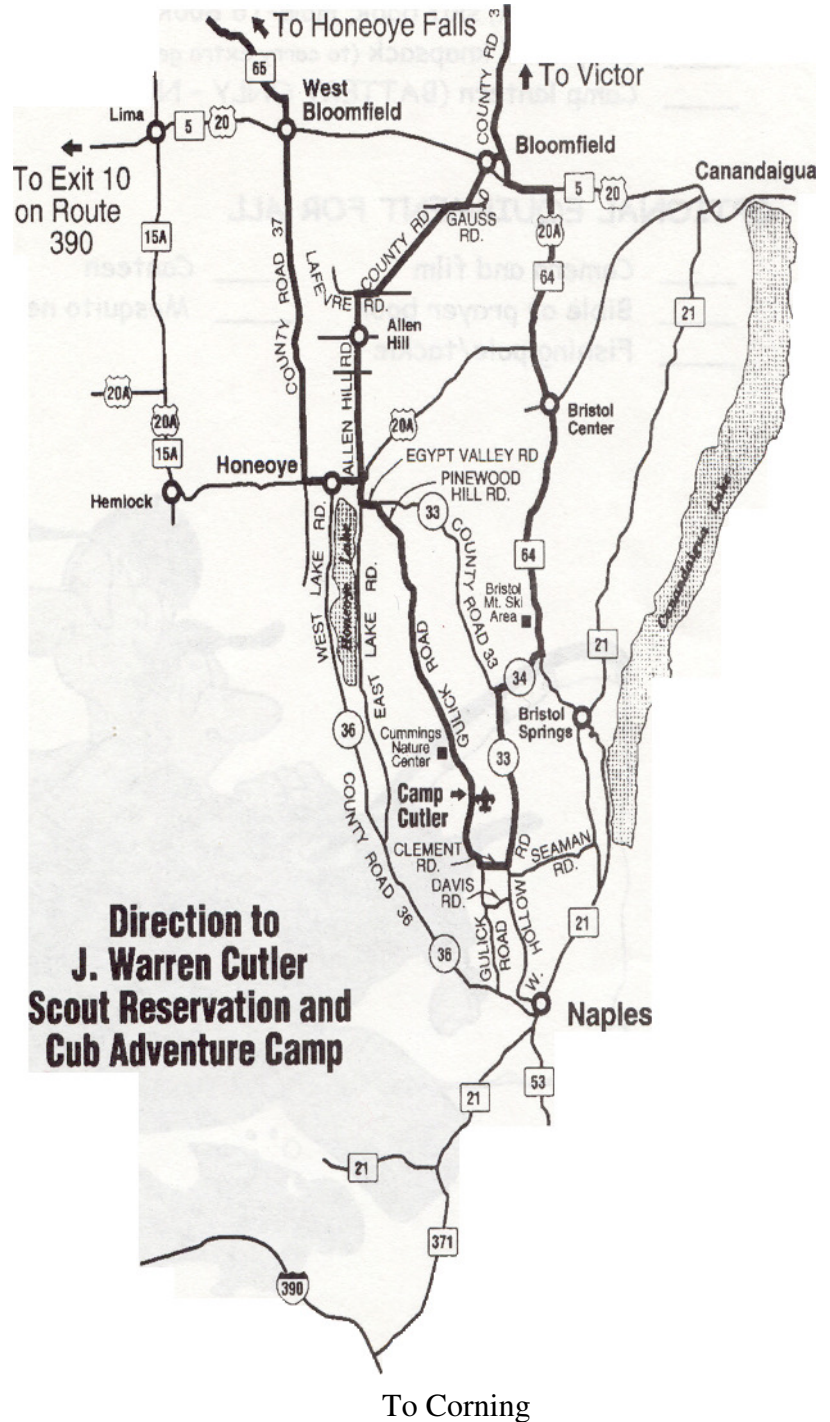 To Honeoye Falls
65
COUNTY RD 3
To Victor
West
Bloomfield
Lima
5
20
Bloomfield
Canandaigua
To Exit 10
on Route
390
5
20
GAUSS
RD.
20A
64
15A
COUNTY ROAD 37
COUNTY RD
LAFEVRE RD.
21
Allen
Hill
ALLEN HILL RD
20A
20A
15A
20A
Bristol
Center
Honeoye
EGYPT VALLEY RD
PINEWOOD
HILL RD.
Hemlock
33
WEST LAKE RD.
Honeoye Lake
EAST LAKE RD.
COUNTY ROAD 33
64
Canandaigua Lake
Bristol
Mt. Ski
Area
GULICK ROAD
21
34
Bristol
Springs
36
Cummings
Nature
Center
33
Camp
Cutler
COUNTY ROAD 36
CLEMENT
RD.
SEAMAN
RD.
DAVIS
RD.
W. HOLLOW RD
GULICK
ROAD
21
36
Direction to
J. Warren Cutler
Scout Reservation and
Cub Adventure Camp
Naples
53
21
21
371
390
To Corning